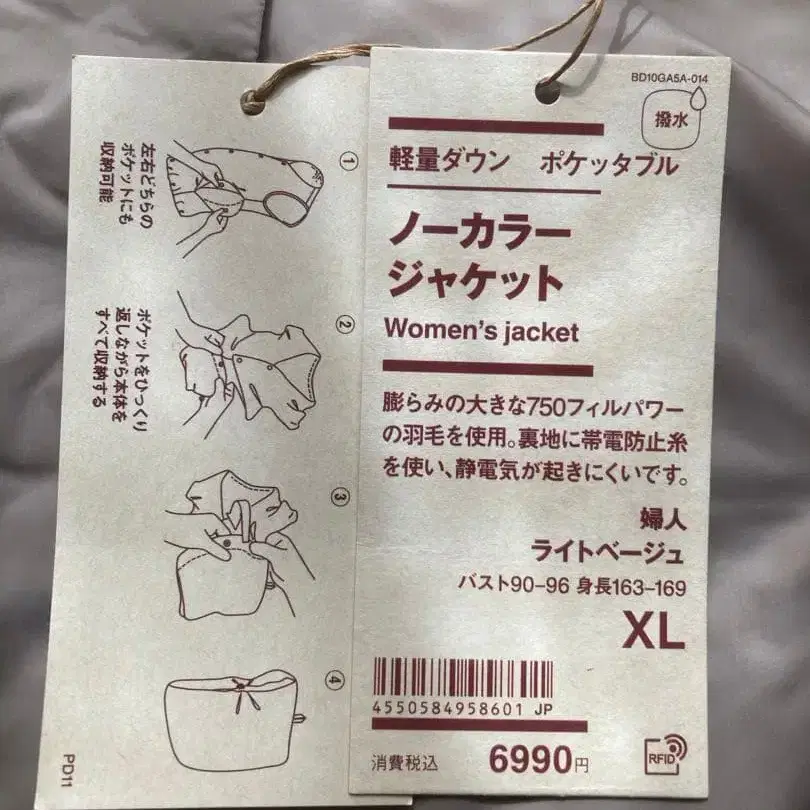 BD10GA5A-014
撥水
軽量ダウン ポケッタブル
ノーカラー
ジャケット
Women's jacket
膨らみの大きな750フィルパワー
の羽毛を使用。裏地に帯電防止糸
を使い、静電気が起きにくいです。
婦人
ライトベージュ
バスト90-96 身長163-169
XL
4550584958601 JP
消費税込 6990円
RFID
①
左右どちらの
ポケットにも
収納可能
②
ポケットをひっくり
返しながら本体を
すべて収納する
③
④
PD11